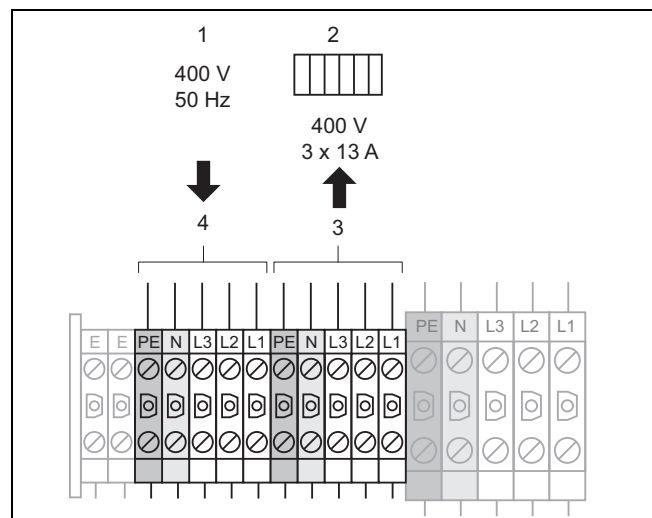 1 2
400 V
50 Hz
400 V
3 x 13 A
4 3
E E PE N L3 L2 L1 PE N L3 L2 L1 PE N L3 L2 L1